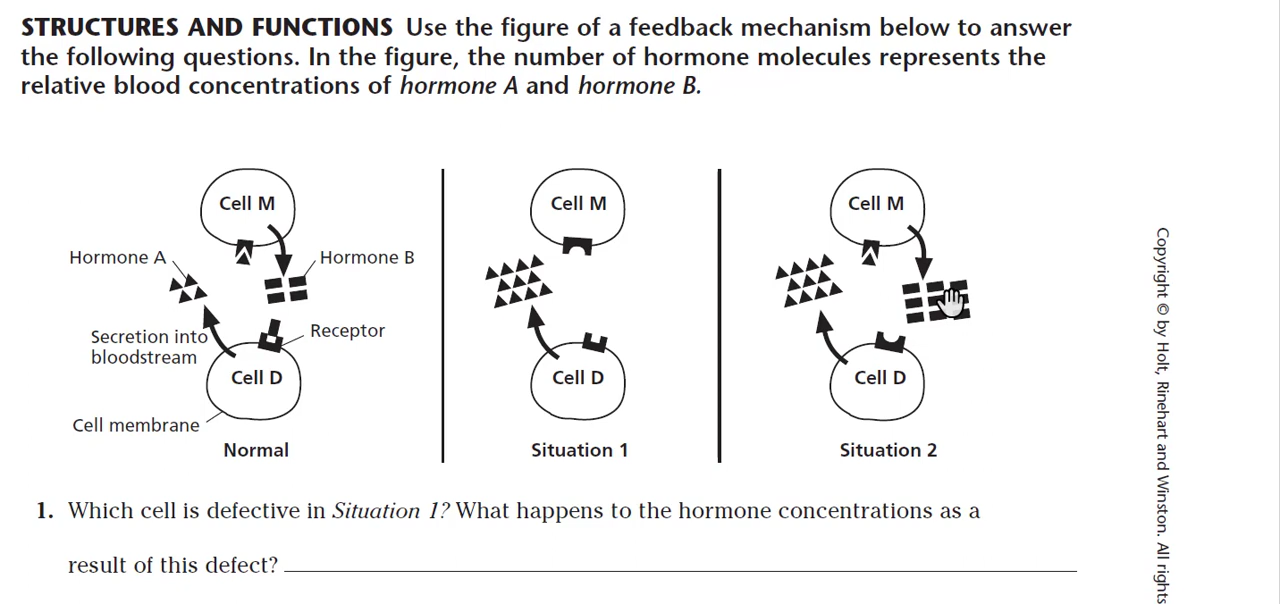 STRUCTURES AND FUNCTIONS Use the figure of a feedback mechanism below to answer
the following questions. In the figure, the number of hormone molecules represents the
relative blood concentrations of hormone A and hormone B.
Cell M
Hormone A
Hormone B
Secretion into
bloodstream
Receptor
Cell D
Cell membrane
Normal
Cell M
Cell D
Situation 1
Cell M
Cell D
Situation 2
Copyright © by Holt, Rinehart and Winston. All rights
1. Which cell is defective in Situation 1? What happens to the hormone concentrations as a
result of this defect?